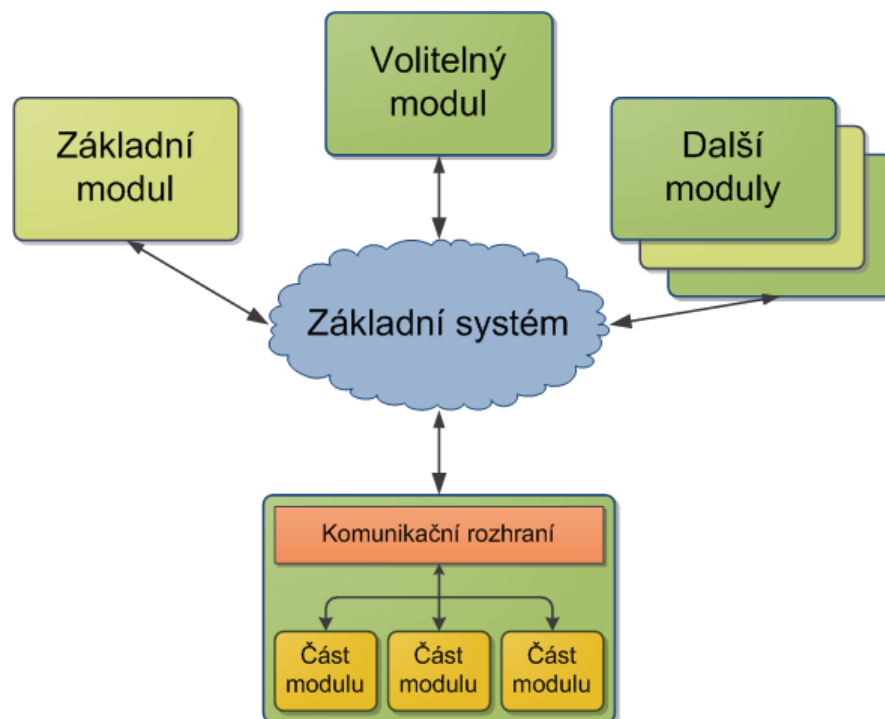 Volitelný
modul
Základní
modul
Další
moduly
Základní systém
Komunikační rozhraní
Část
modulu
Část
modulu
Část
modulu